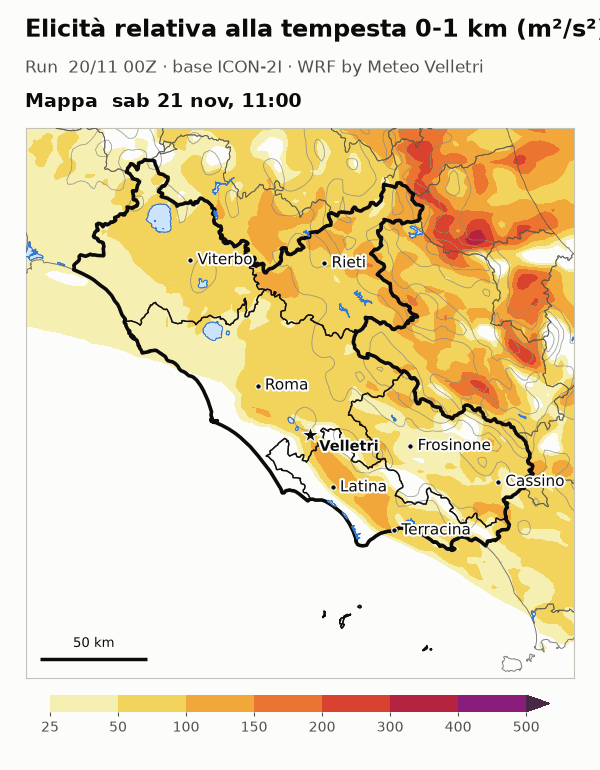 Elicità relativa alla tempesta 0-1 km (m²/s²)
Run 20/11 00Z · base ICON-2I · WRF by Meteo Velletri
Mappa sab 21 nov, 11:00
Viterbo
Rieti
Roma
Velletri
Frosinone
Latina
Cassino
Terracina
50 km
25 50 100 150 200 300 400 500